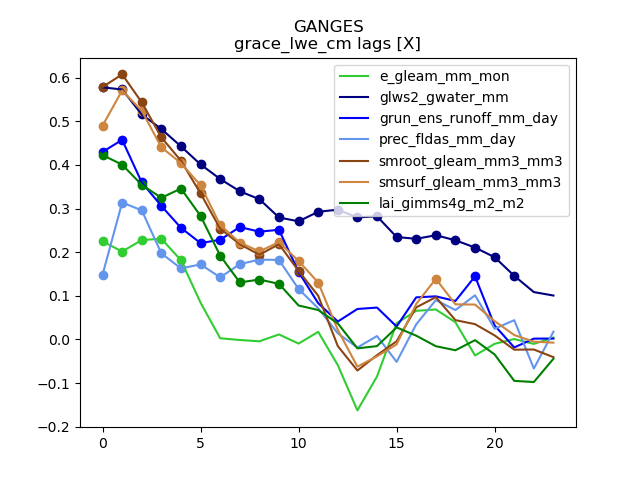 GANGES
grace_lwe_cm lags [X]
e_gleam_mm_mon
glws2_gwater_mm
grun_ens_runoff_mm_day
prec_fldas_mm_day
smroot_gleam_mm3_mm3
smsurf_gleam_mm3_mm3
lai_gimms4g_m2_m2
0.6
0.5
0.4
0.3
0.2
0.1
0.0
−0.1
−0.2
0 5 10 15 20